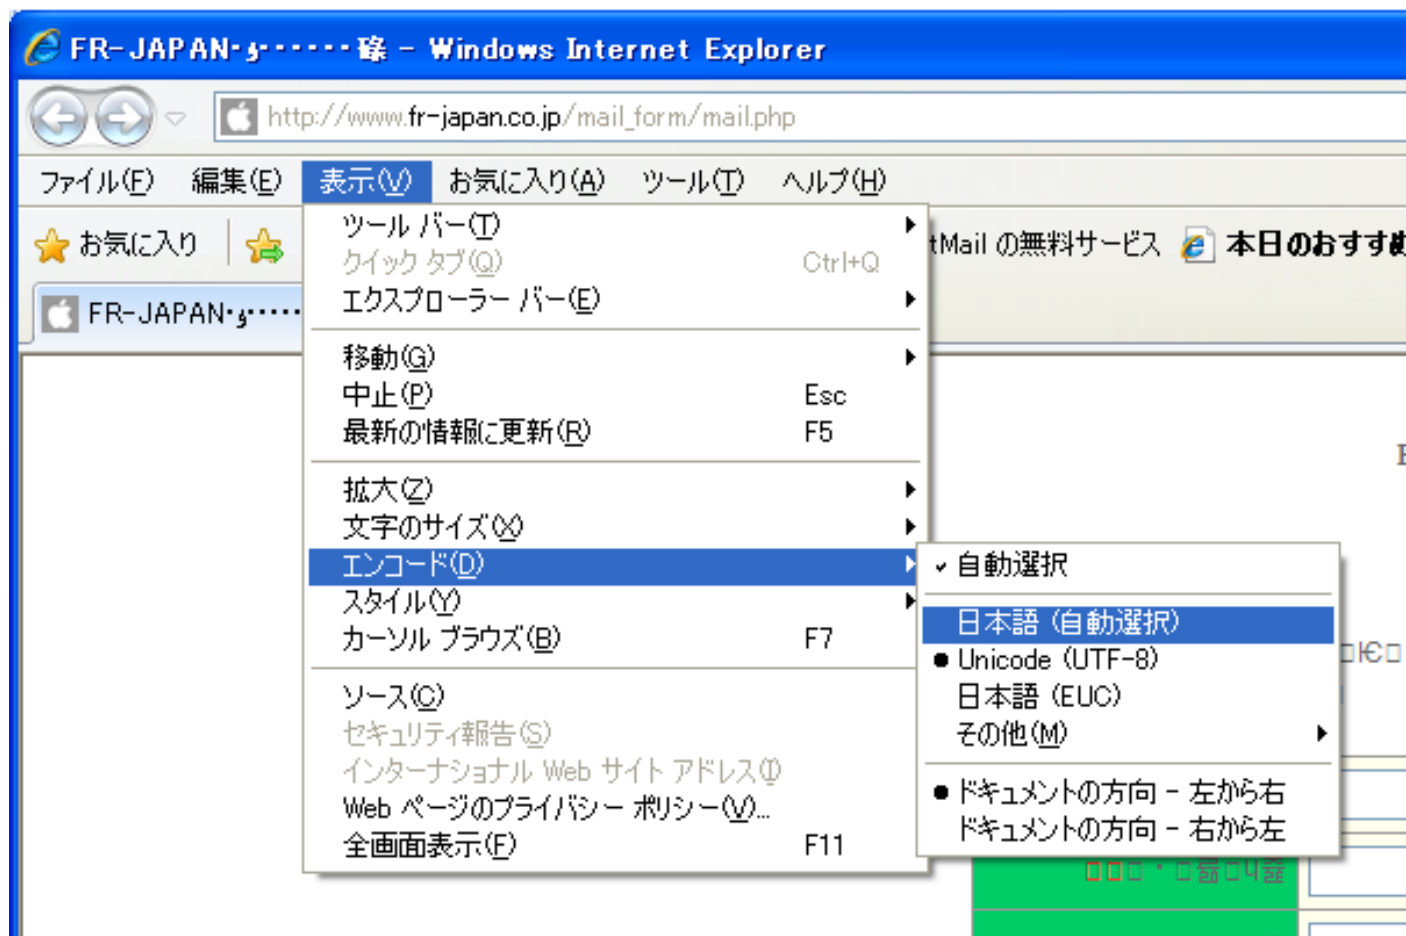 FR-JAPAN - Windows Internet Explorer
http://www.fr-japan.co.jp/mail_form/mail.php
ファイル(F) 編集(E) 表示(V) お気に入り(A) ツール(T) ヘルプ(H)
お気に入り tMail の無料サービス 本日のおすすめ
FR-JAPAN
ツール バー(T)
クイック タブ(Q) Ctrl+Q
エクスプローラー バー(E)
移動(G)
中止(P) Esc
最新の情報に更新(R) F5
拡大(Z)
文字のサイズ(X)
エンコード(D)
スタイル(Y)
カーソル ブラウズ(B) F7
ソース(C)
セキュリティ報告(S)
インターナショナル Web サイト アドレス(I)
Web ページのプライバシー ポリシー(V)...
全画面表示(F) F11
自動選択
日本語 (自動選択)
Unicode (UTF-8)
日本語 (EUC)
その他(M)
ドキュメントの方向 - 左から右
ドキュメントの方向 - 右から左